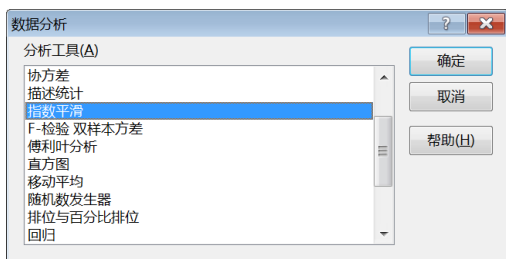 数据分析
分析工具(A)
协方差
描述统计
指数平滑
F-检验 双样本方差
傅利叶分析
直方图
移动平均
随机数发生器
排位与百分比排位
回归
确定
取消
帮助(H)